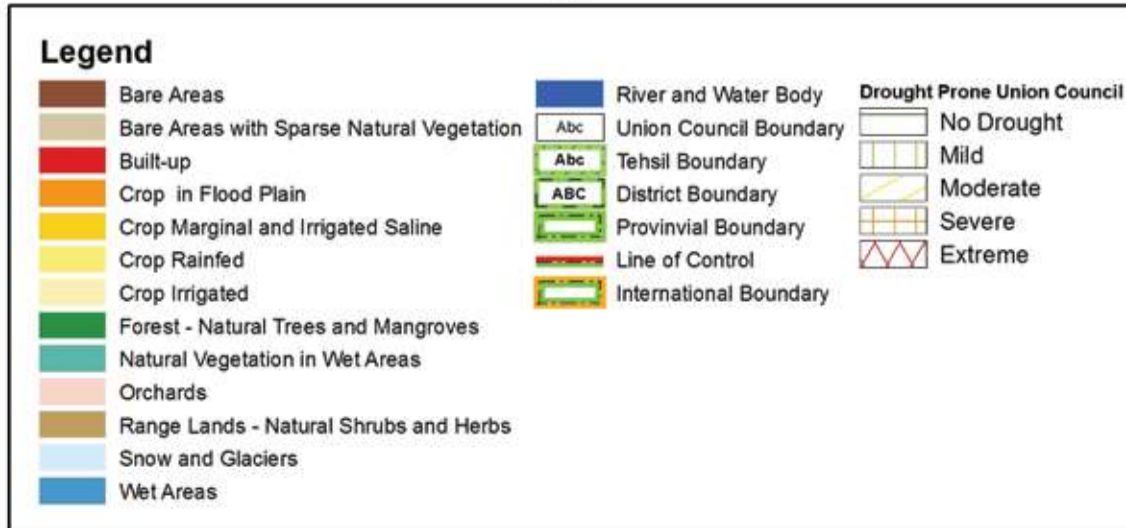 Legend
Bare Areas
Bare Areas with Sparse Natural Vegetation
Built-up
Crop in Flood Plain
Crop Marginal and Irrigated Saline
Crop Rainfed
Crop Irrigated
Forest - Natural Trees and Mangroves
Natural Vegetation in Wet Areas
Orchards
Range Lands - Natural Shrubs and Herbs
Snow and Glaciers
Wet Areas
River and Water Body
Abc Union Council Boundary
Abc Tehsil Boundary
ABC District Boundary
Provinvial Boundary
Line of Control
International Boundary
Drought Prone Union Council
No Drought
Mild
Moderate
Severe
Extreme